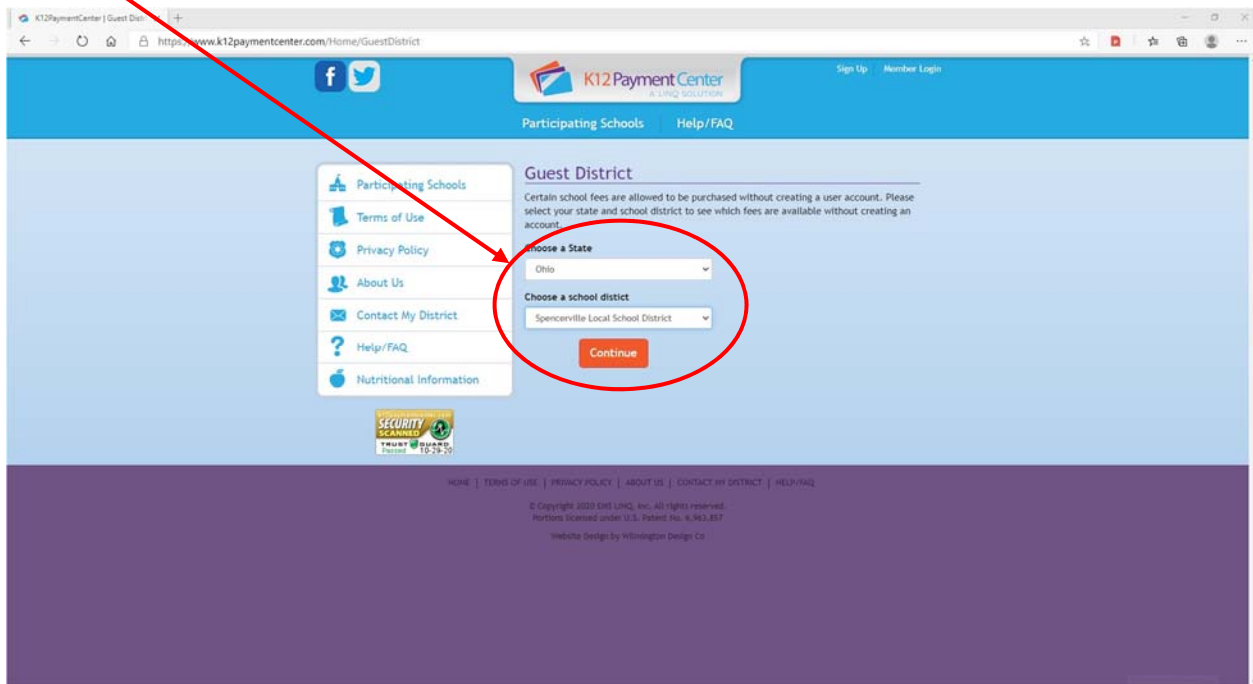 K12PaymentCenter | Guest Dist
https://www.k12paymentcenter.com/Home/GuestDistrict
f
K12 Payment Center
A LINQ SOLUTION
Sign Up
Member Login
Participating Schools
Help/FAQ
Participating Schools
Terms of Use
Privacy Policy
About Us
Contact My District
Help/FAQ
Nutritional Information
SECURITY
SCANNED
TRUST GUARD
Passed 10-29-20
Guest District
Certain school fees are allowed to be purchased without creating a user account. Please
select your state and school district to see which fees are available without creating an
account.
Choose a State
Ohio
Choose a school distict
Spencerville Local School District
Continue
HOME | TERMS OF USE | PRIVACY POLICY | ABOUT US | CONTACT MY DISTRICT | HELP/FAQ
© Copyright 2020 EMS LINQ, Inc. All rights reserved.
Portions licensed under U.S. Patent No. 6,963,857
Website Design by Wilmington Design Co